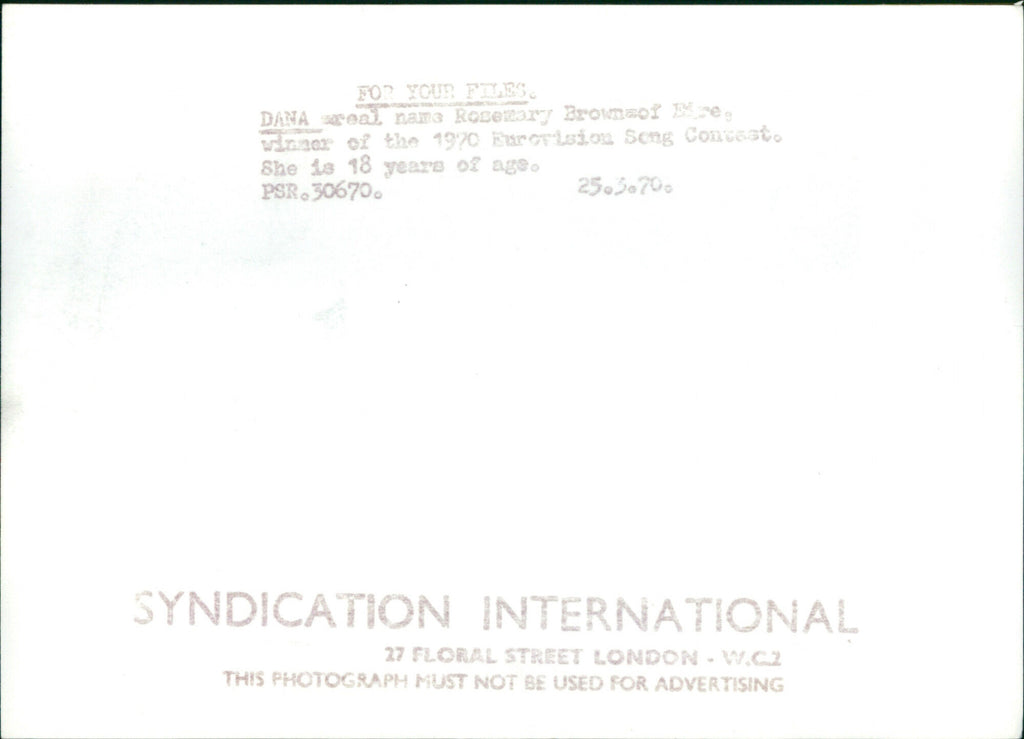 FOR YOUR FILES.
DANA =real name Rosemary Brown=of Eire.
winner of the 1970 Eurovision Song Contest.
She is 18 years of age.
PSR.30670. 25.3.70.
SYNDICATION INTERNATIONAL
27 FLORAL STREET LONDON - W.C.2
THIS PHOTOGRAPH MUST NOT BE USED FOR ADVERTISING